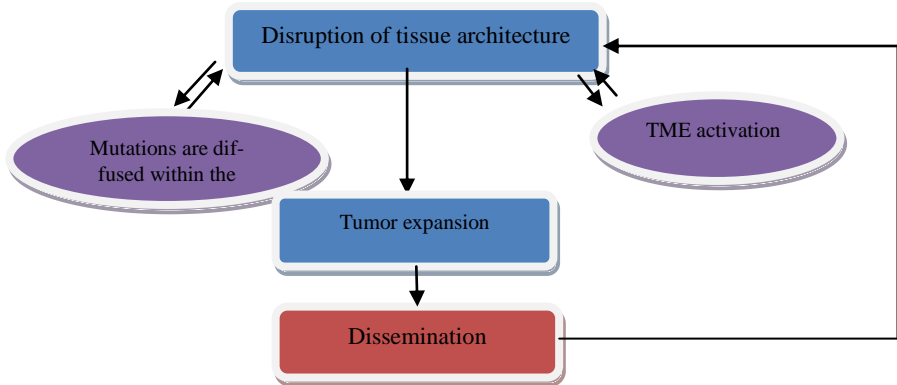 Disruption of tissue architecture
Mutations are dif-
fused within the
TME activation
Tumor expansion
Dissemination